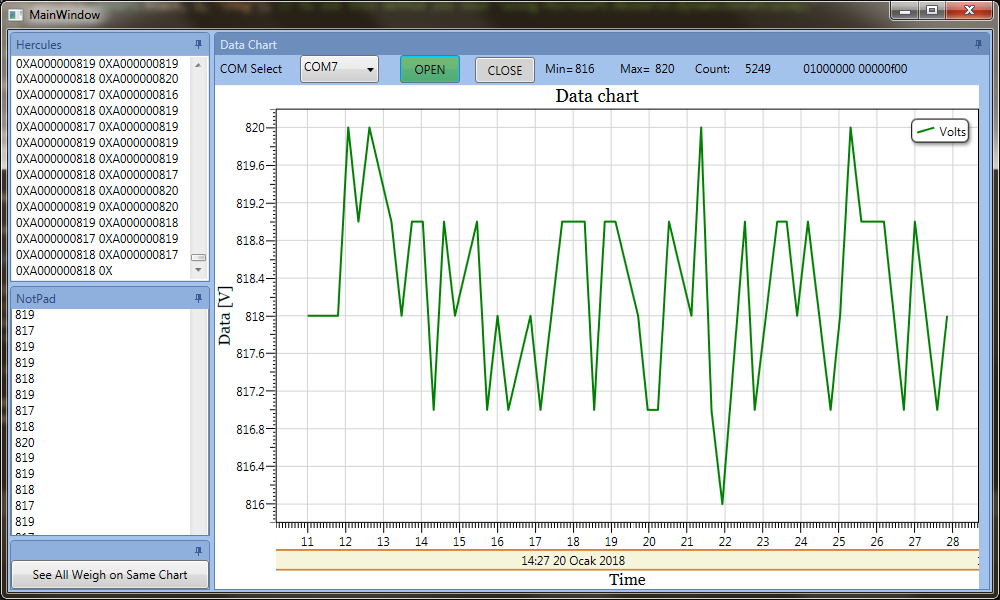 MainWindow
Hercules
0XA000000819 0XA000000819
0XA000000818 0XA000000820
0XA000000817 0XA000000816
0XA000000818 0XA000000819
0XA000000817 0XA000000819
0XA000000819 0XA000000819
0XA000000818 0XA000000819
0XA000000818 0XA000000817
0XA000000818 0XA000000820
0XA000000819 0XA000000820
0XA000000819 0XA000000818
0XA000000817 0XA000000819
0XA000000818 0XA000000817
0XA000000818 0X
NotPad
819
817
819
819
818
819
817
818
820
819
819
818
817
819
817
See All Weigh on Same Chart
Data Chart
COM Select COM7 OPEN CLOSE Min= 816 Max= 820 Count: 5249 01000000 00000f00
Data chart
Volts
Data [V]
820
819.6
819.2
818.8
818.4
818
817.6
817.2
816.8
816.4
816
11 12 13 14 15 16 17 18 19 20 21 22 23 24 25 26 27 28
14:27 20 Ocak 2018
Time